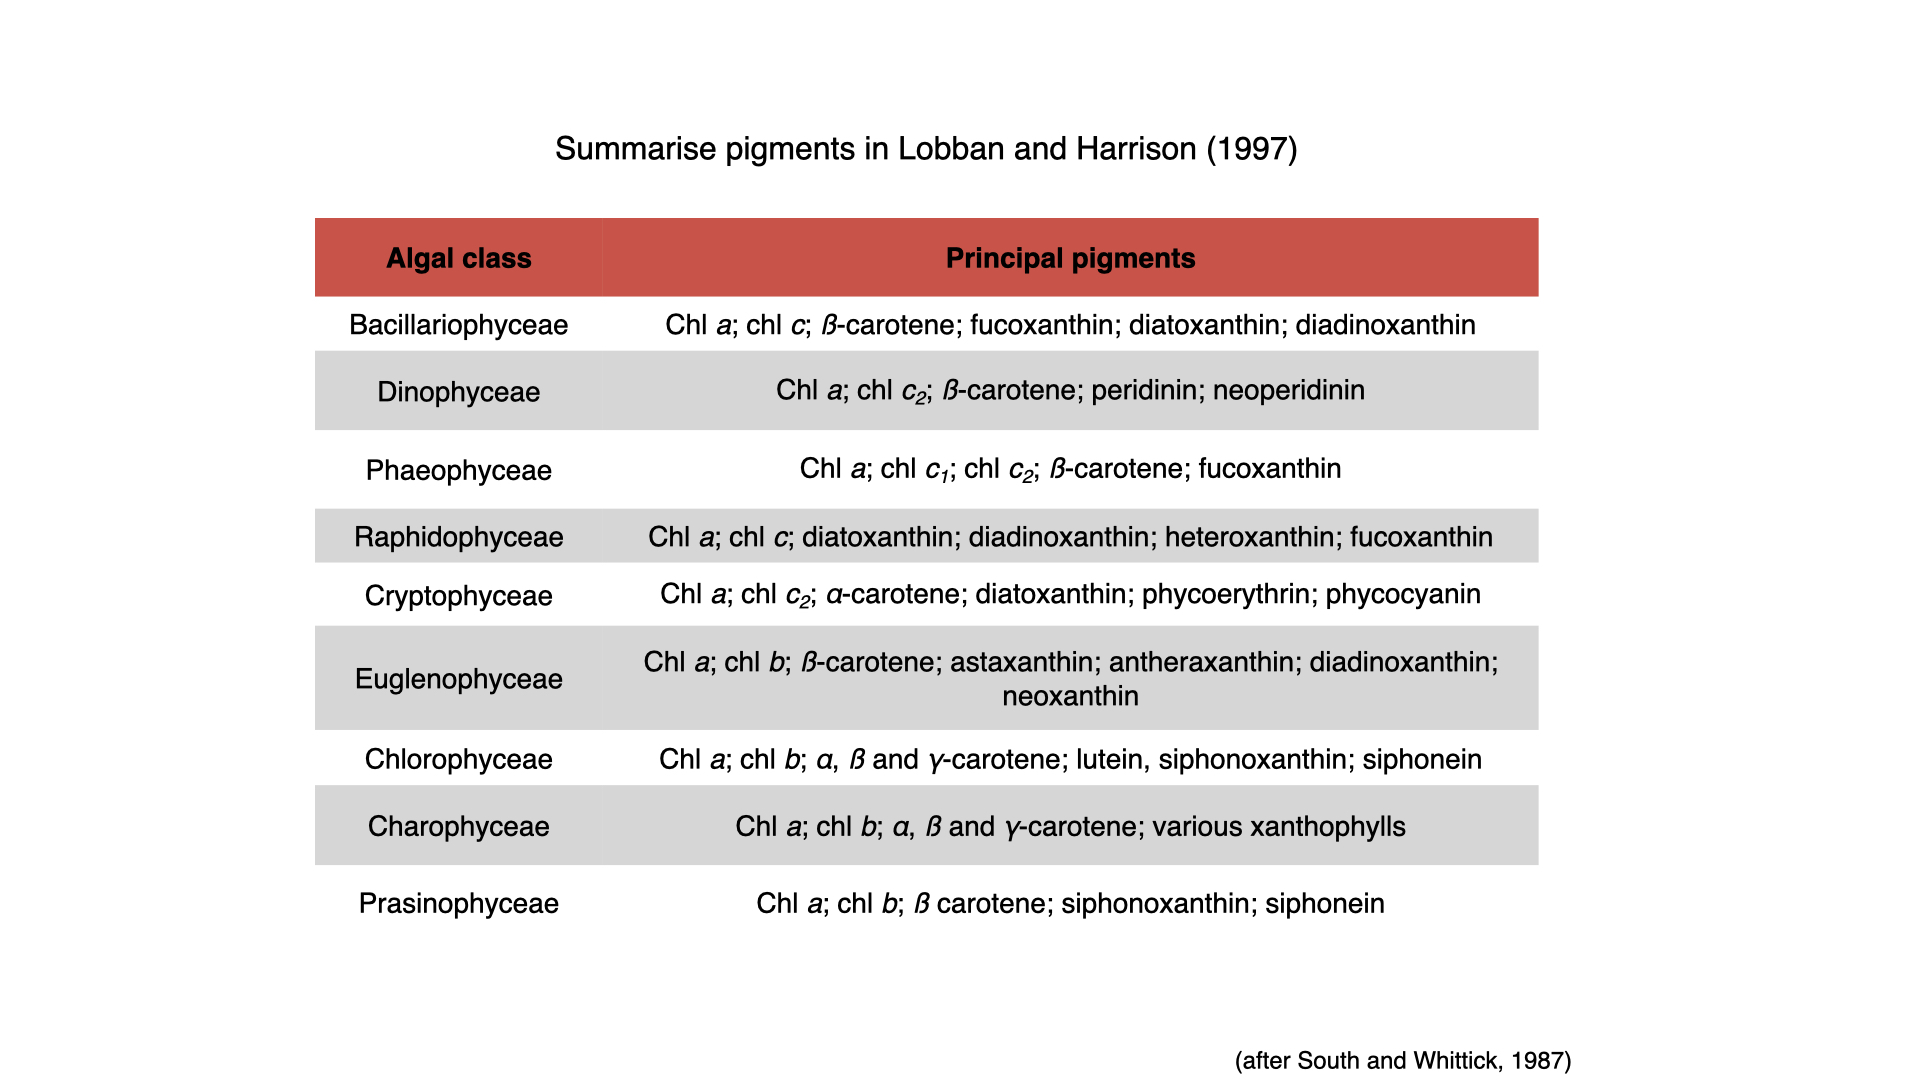 Summarise pigments in Lobban and Harrison (1997)
Algal class Principal pigments
Bacillariophyceae Chl a; chl c; ß-carotene; fucoxanthin; diatoxanthin; diadinoxanthin
Dinophyceae Chl a; chl c₂; ß-carotene; peridinin; neoperidinin
Phaeophyceae Chl a; chl c₁; chl c₂; ß-carotene; fucoxanthin
Raphidophyceae Chl a; chl c; diatoxanthin; diadinoxanthin; heteroxanthin; fucoxanthin
Cryptophyceae Chl a; chl c₂; α-carotene; diatoxanthin; phycoerythrin; phycocyanin
Euglenophyceae Chl a; chl b; ß-carotene; astaxanthin; antheraxanthin; diadinoxanthin;
neoxanthin
Chlorophyceae Chl a; chl b; α, ß and γ-carotene; lutein, siphonoxanthin; siphonein
Charophyceae Chl a; chl b; α, ß and γ-carotene; various xanthophylls
Prasinophyceae Chl a; chl b; ß carotene; siphonoxanthin; siphonein
(after South and Whittick, 1987)